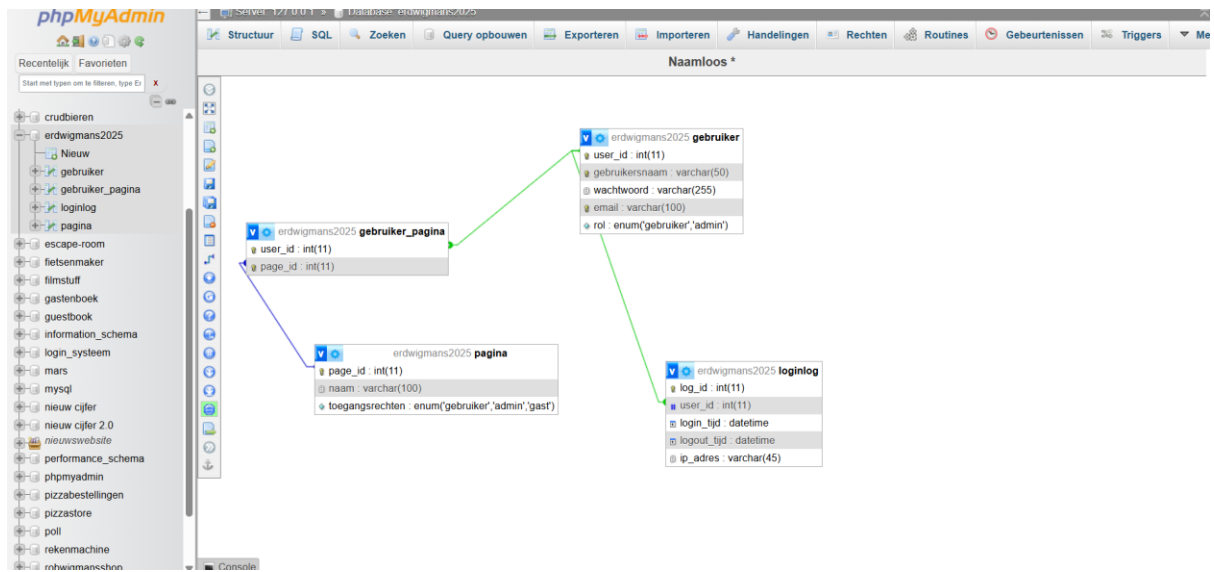 phpMyAdmin
Server: 127.0.0.1 » Database: erdwigmans2025
Structuur SQL Zoeken Query opbouwen Exporteren Importeren Handelingen Rechten Routines Gebeurtenissen Triggers Me
Recentelijk Favorieten
Start met typen om te filteren, type Er X
Naamloos *
crudbieren
erdwigmans2025
Nieuw
gebruiker
gebruiker_pagina
loginlog
pagina
escape-room
fietsenmaker
filmstuff
gastenboek
guestbook
information_schema
login_systeem
mars
mysql
nieuw cijfer
nieuw cijfer 2.0
nieuwswebsite
performance_schema
phpmyadmin
pizzabestellingen
pizzastore
poll
rekenmachine
robwigmansshop
V erdwigmans2025 gebruiker
user_id : int(11)
gebruikersnaam : varchar(50)
wachtwoord : varchar(255)
email : varchar(100)
rol : enum('gebruiker','admin')
V erdwigmans2025 gebruiker_pagina
user_id : int(11)
page_id : int(11)
V erdwigmans2025 pagina
page_id : int(11)
naam : varchar(100)
toegangsrechten : enum('gebruiker','admin','gast')
V erdwigmans2025 loginlog
log_id : int(11)
user_id : int(11)
login_tijd : datetime
logout_tijd : datetime
ip_adres : varchar(45)
Console